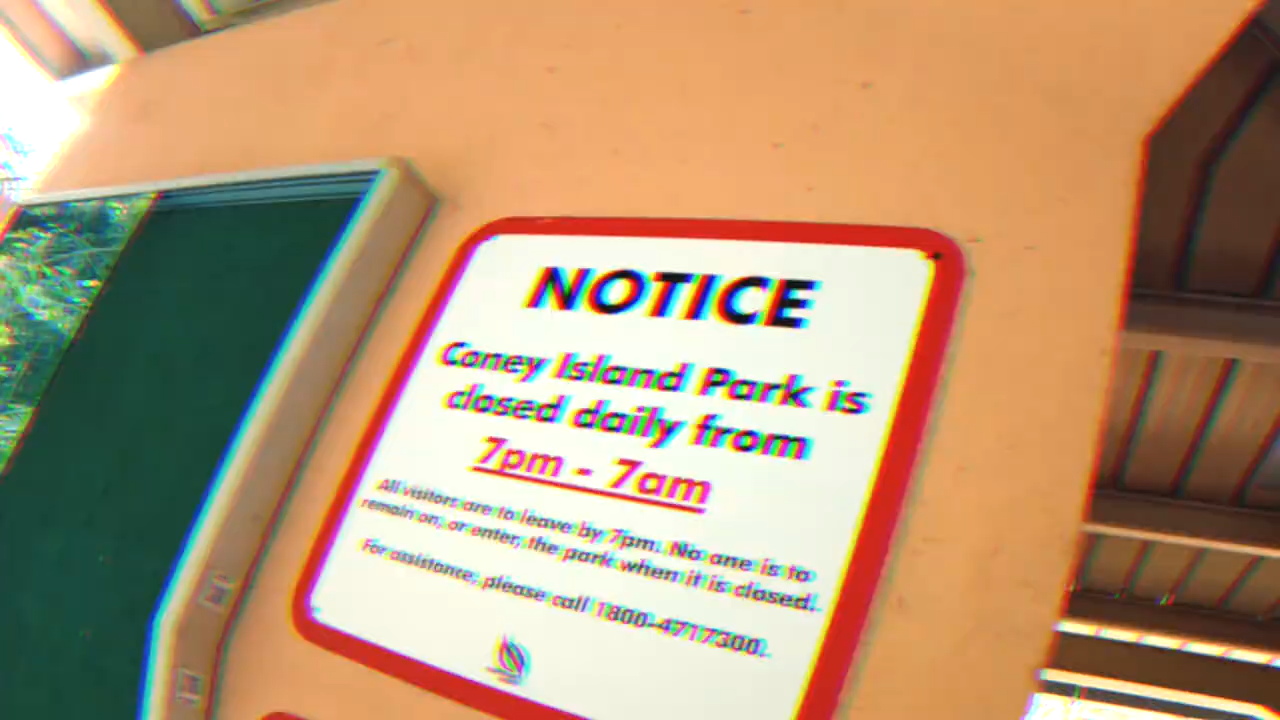 NOTICE
Coney Island Park is
closed daily from
7pm - 7am
All visitors are to leave by 7pm. No one is to
remain on, or enter, the park when it is closed.
For assistance, please call 1800-4717300.